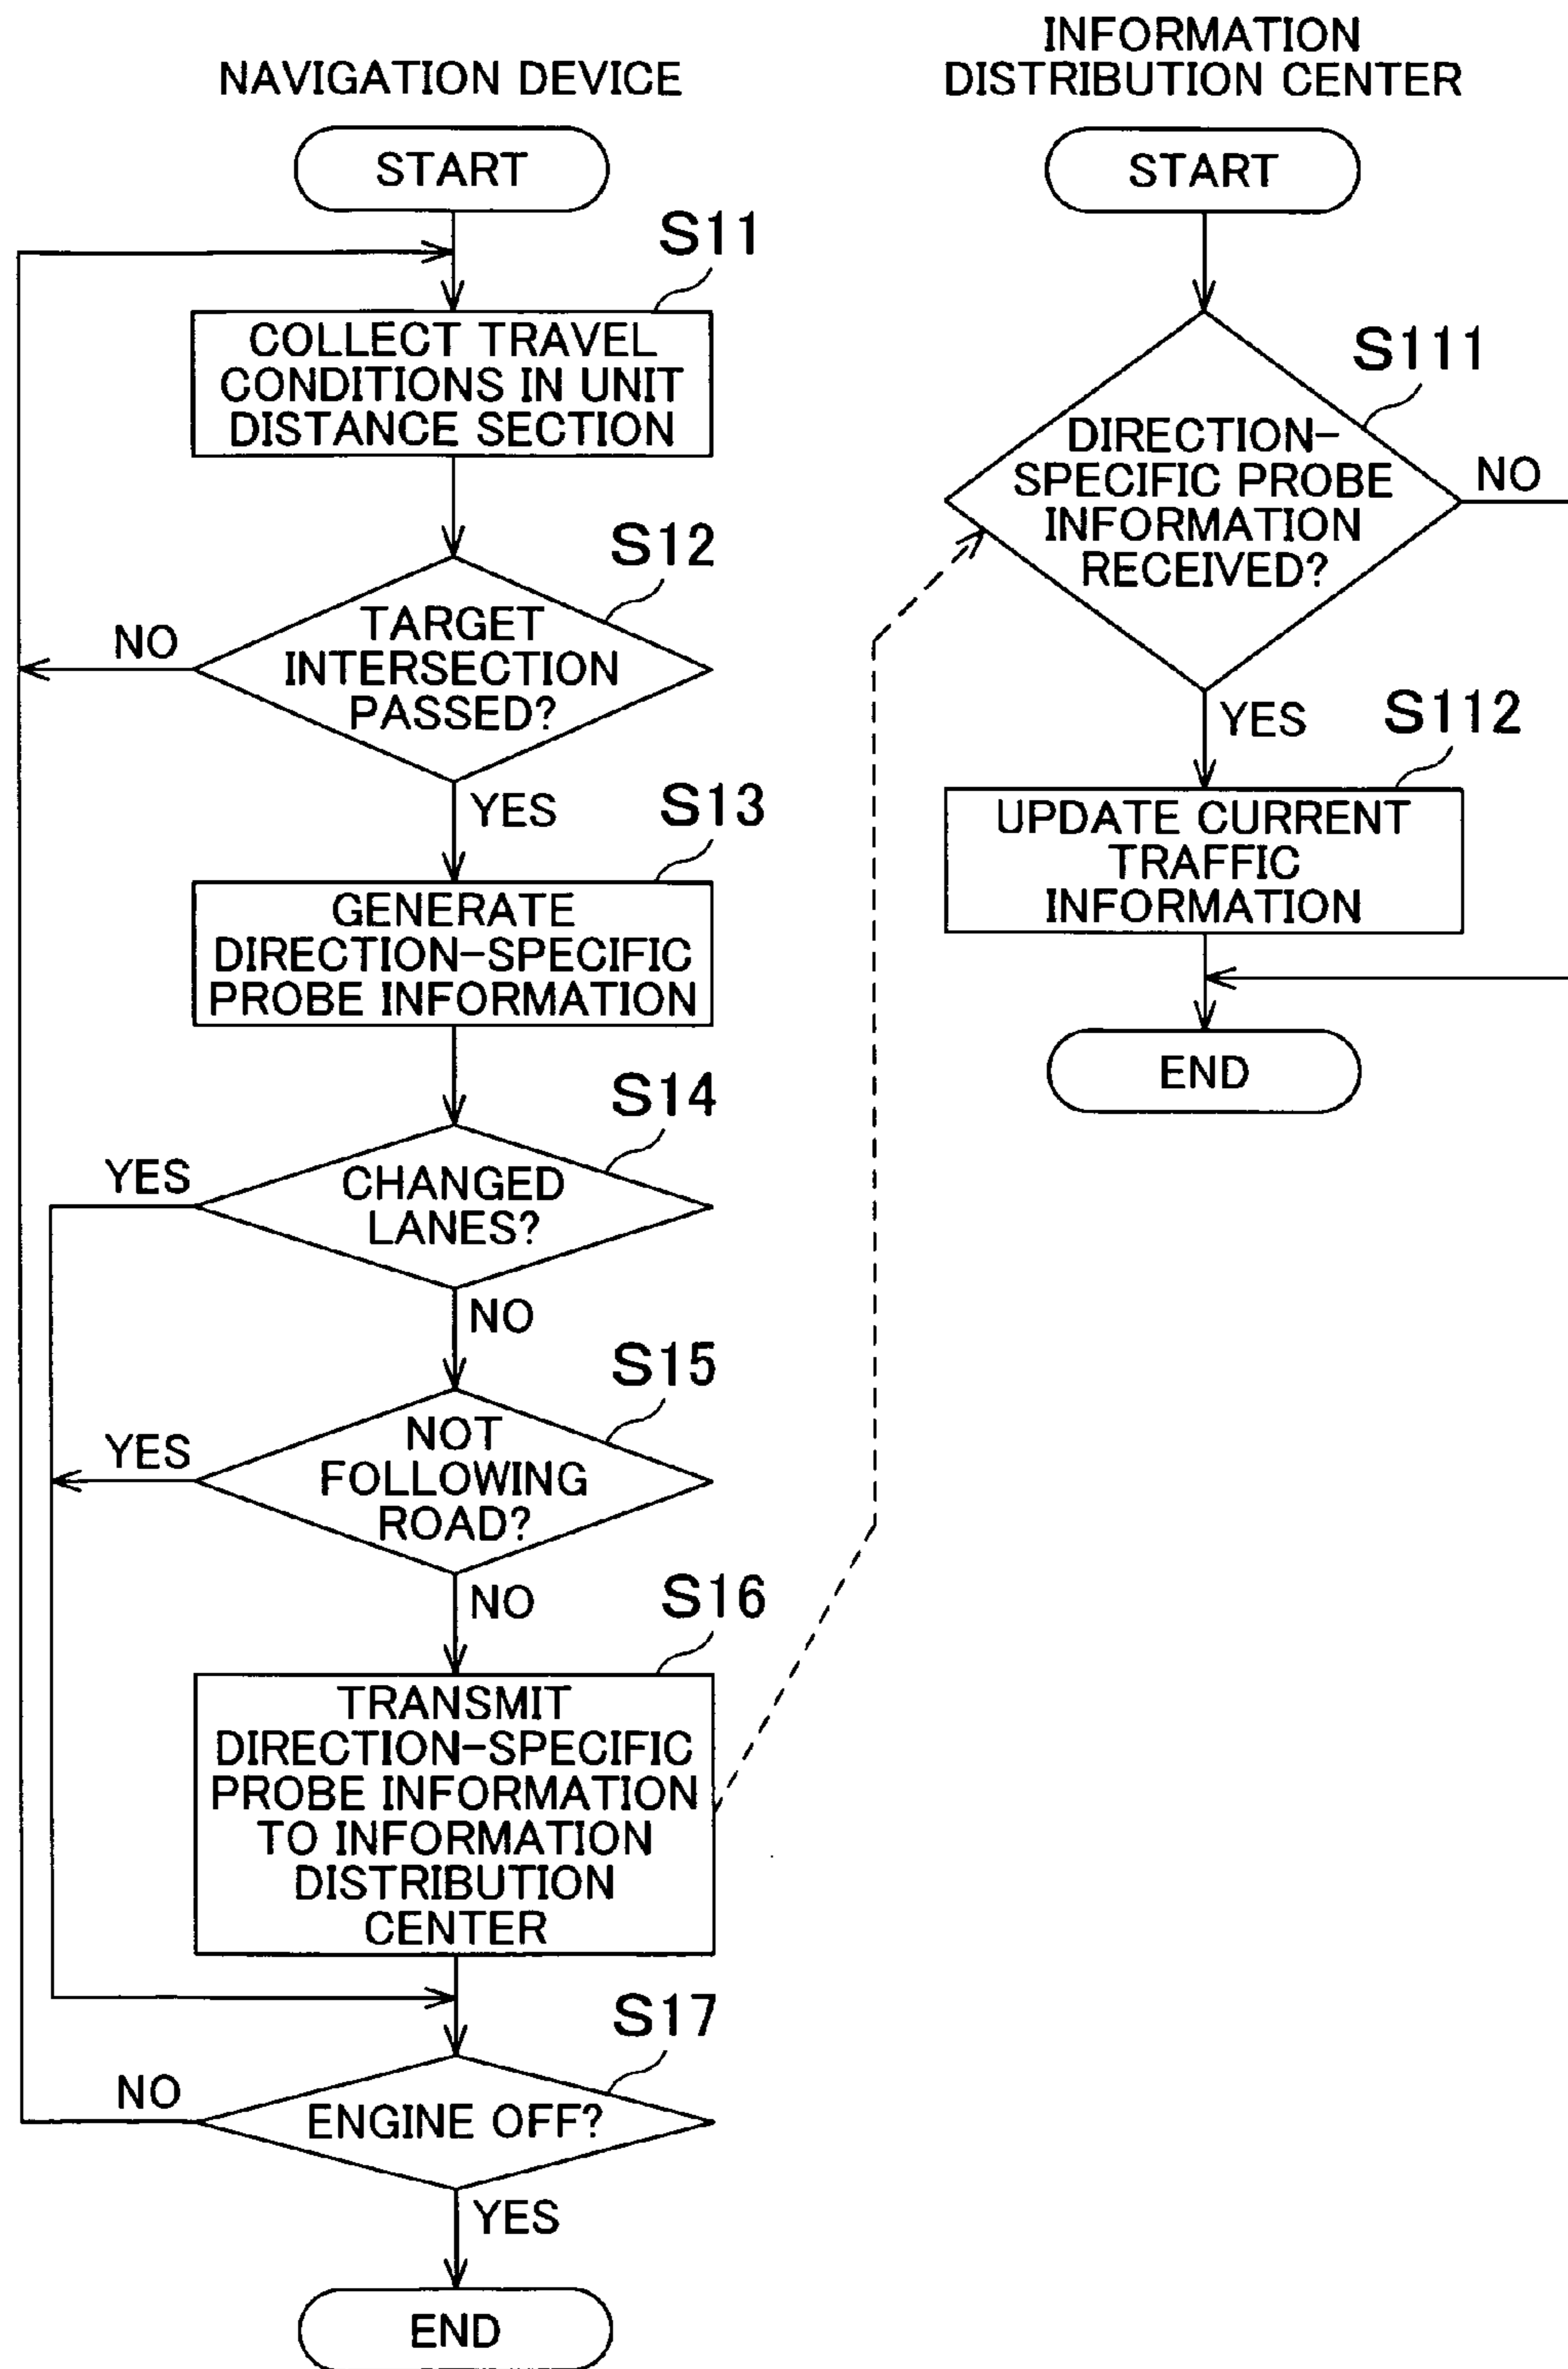 NAVIGATION DEVICE
START
S11
COLLECT TRAVEL
CONDITIONS IN UNIT
DISTANCE SECTION
S12
TARGET
INTERSECTION
PASSED?
NO
YES
S13
GENERATE
DIRECTION-SPECIFIC
PROBE INFORMATION
S14
CHANGED
LANES?
YES
NO
S15
NOT
FOLLOWING
ROAD?
YES
NO
S16
TRANSMIT
DIRECTION-SPECIFIC
PROBE INFORMATION
TO INFORMATION
DISTRIBUTION
CENTER
S17
ENGINE OFF?
NO
YES
END
INFORMATION
DISTRIBUTION CENTER
START
S111
DIRECTION-
SPECIFIC PROBE
INFORMATION
RECEIVED?
NO
YES
S112
UPDATE CURRENT
TRAFFIC
INFORMATION
END